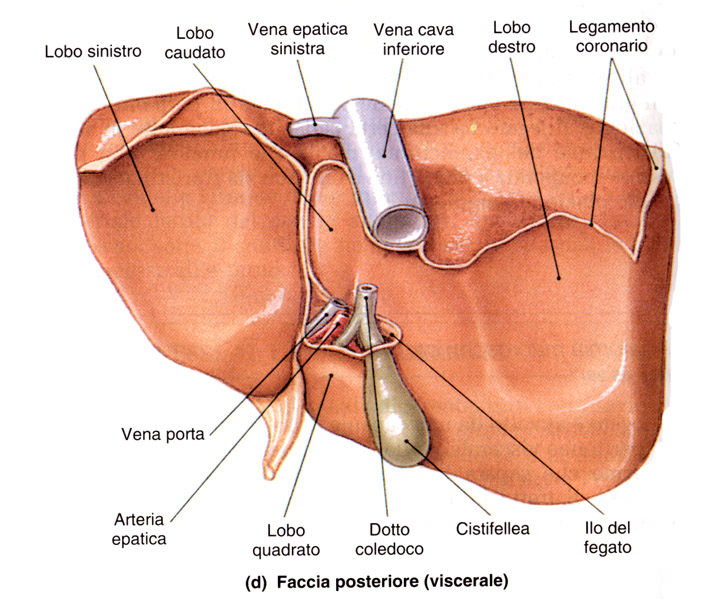 Lobo sinistro
Lobo
caudato
Vena epatica
sinistra
Vena cava
inferiore
Lobo
destro
Legamento
coronario
Vena porta
Arteria
epatica
Lobo
quadrato
Dotto
coledoco
Cistifellea
Ilo del
fegato
(d) Faccia posteriore (viscerale)